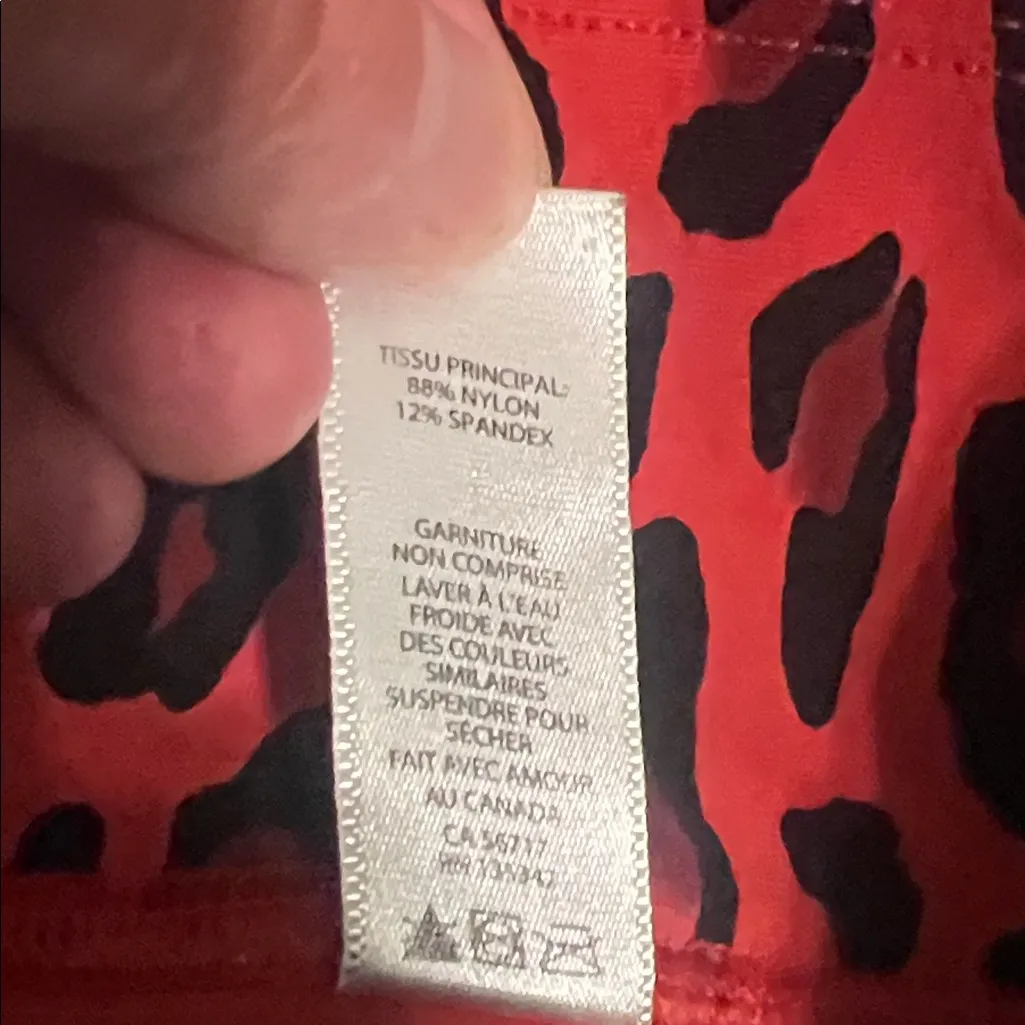 TISSU PRINCIPAL:
88% NYLON
12% SPANDEX
GARNITURE
NON COMPRISE
LAVER À L'EAU
FROIDE AVEC
DES COULEURS
SIMILAIRES
SUSPENDRE POUR
SÉCHER
FAIT AVEC AMOUR
AU CANADA
CA 56717